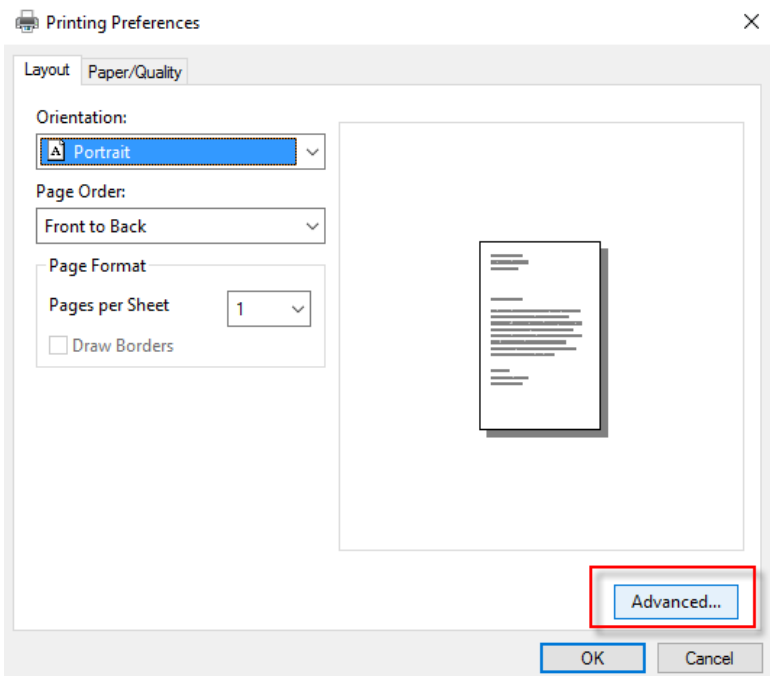 Printing Preferences
Layout Paper/Quality
Orientation:
A Portrait
Page Order:
Front to Back
Page Format
Pages per Sheet 1
Draw Borders
Advanced...
OK Cancel